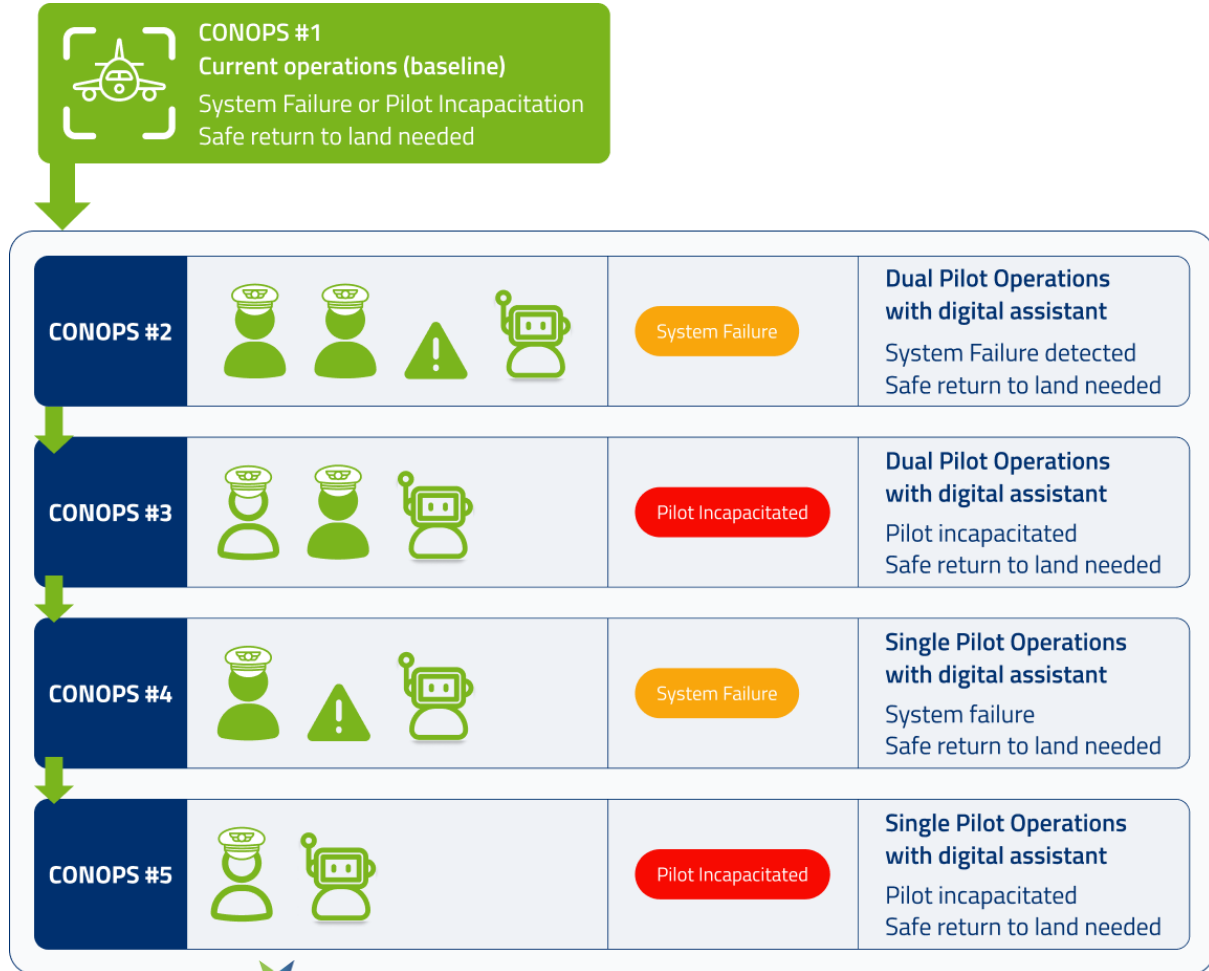 CONOPS #1
Current operations (baseline)
System Failure or Pilot Incapacitation
Safe return to land needed
CONOPS #2
System Failure
Dual Pilot Operations
with digital assistant
System Failure detected
Safe return to land needed
CONOPS #3
Pilot Incapacitated
Dual Pilot Operations
with digital assistant
Pilot incapacitated
Safe return to land needed
CONOPS #4
System Failure
Single Pilot Operations
with digital assistant
System failure
Safe return to land needed
CONOPS #5
Pilot Incapacitated
Single Pilot Operations
with digital assistant
Pilot incapacitated
Safe return to land needed